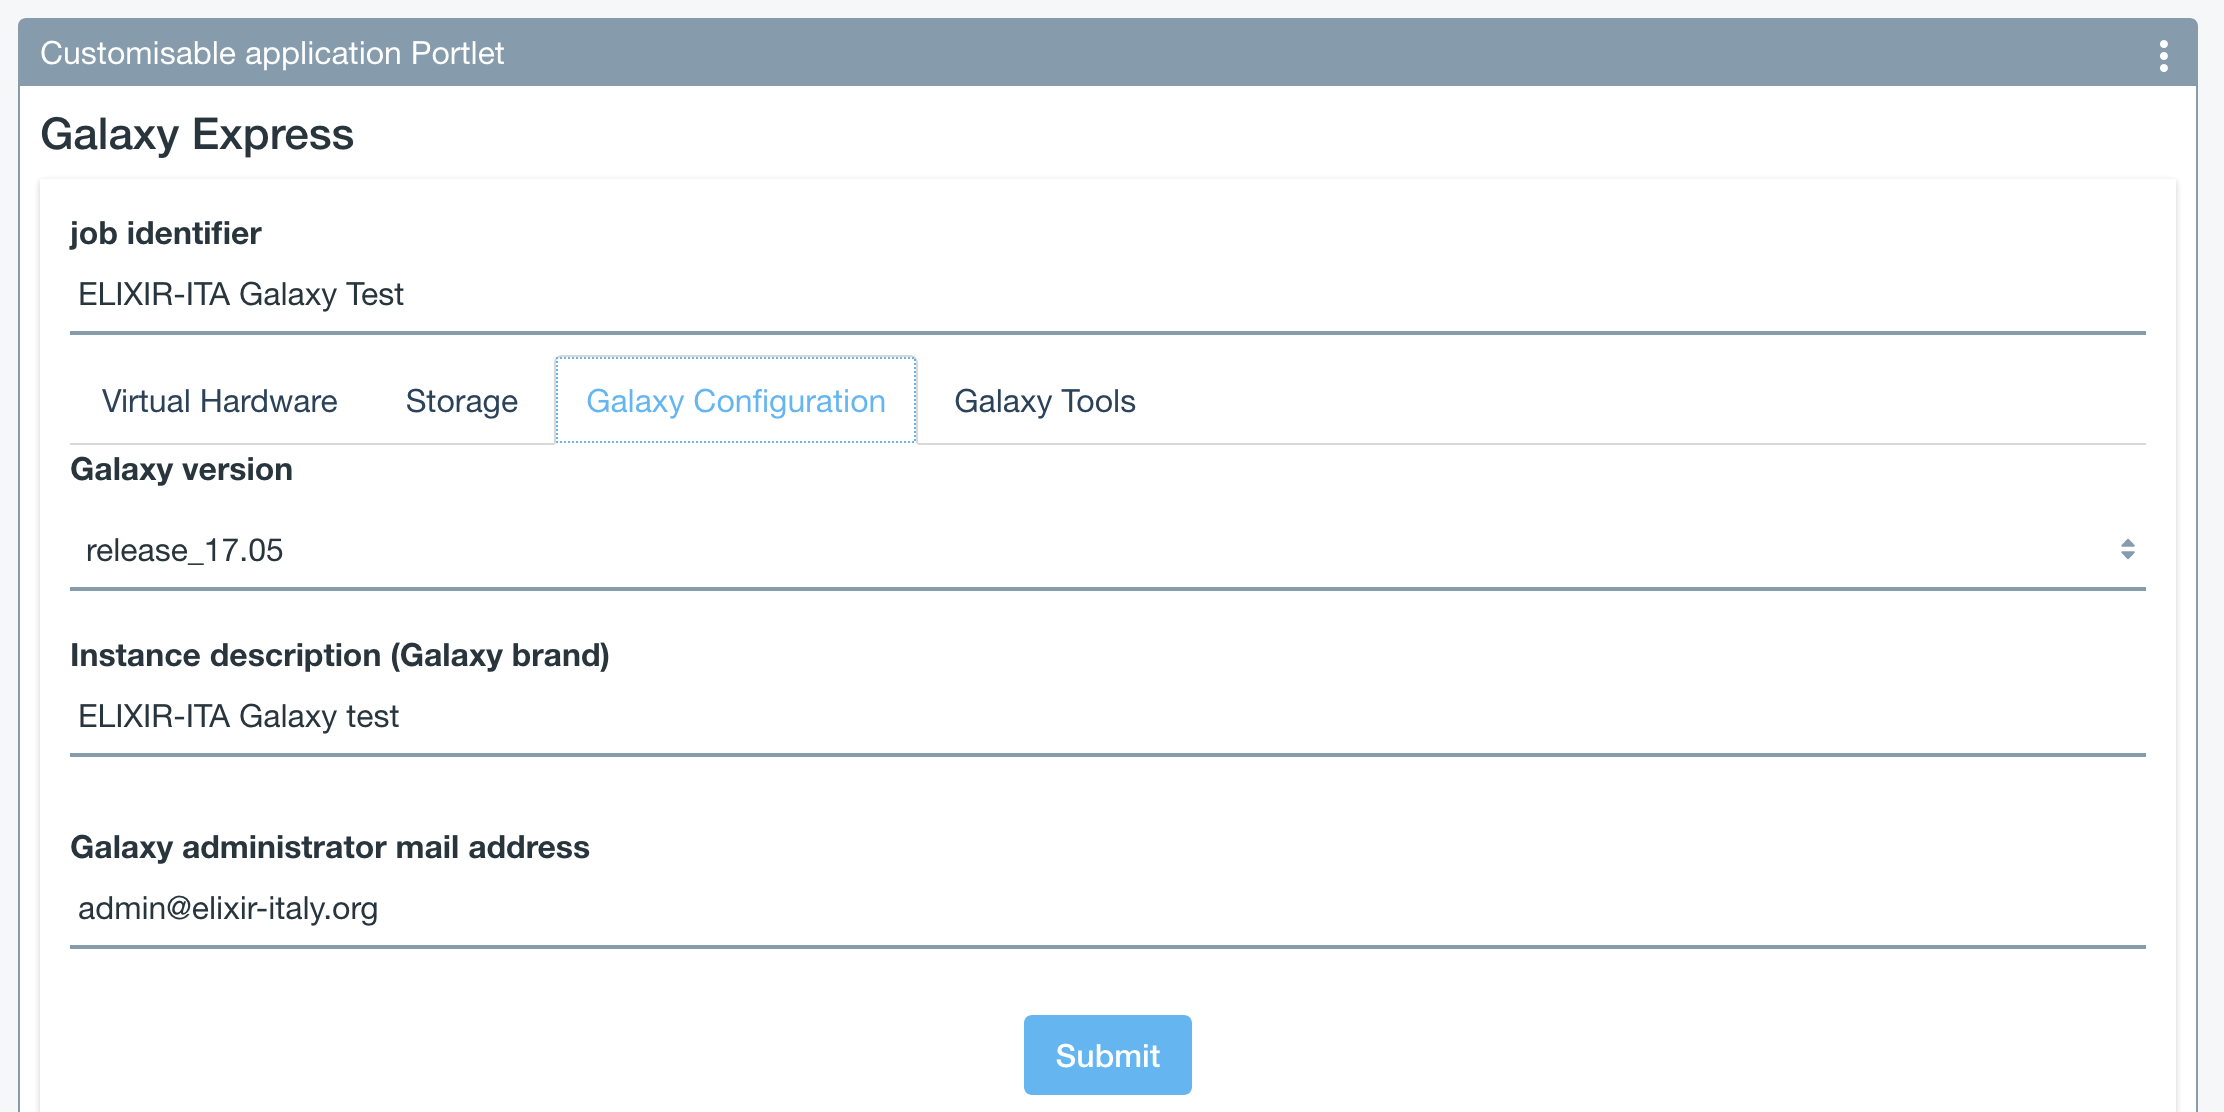 Customisable application Portlet
Galaxy Express
job identifier
ELIXIR-ITA Galaxy Test
Virtual Hardware Storage Galaxy Configuration Galaxy Tools
Galaxy version
release_17.05
Instance description (Galaxy brand)
ELIXIR-ITA Galaxy test
Galaxy administrator mail address
admin@elixir-italy.org
Submit